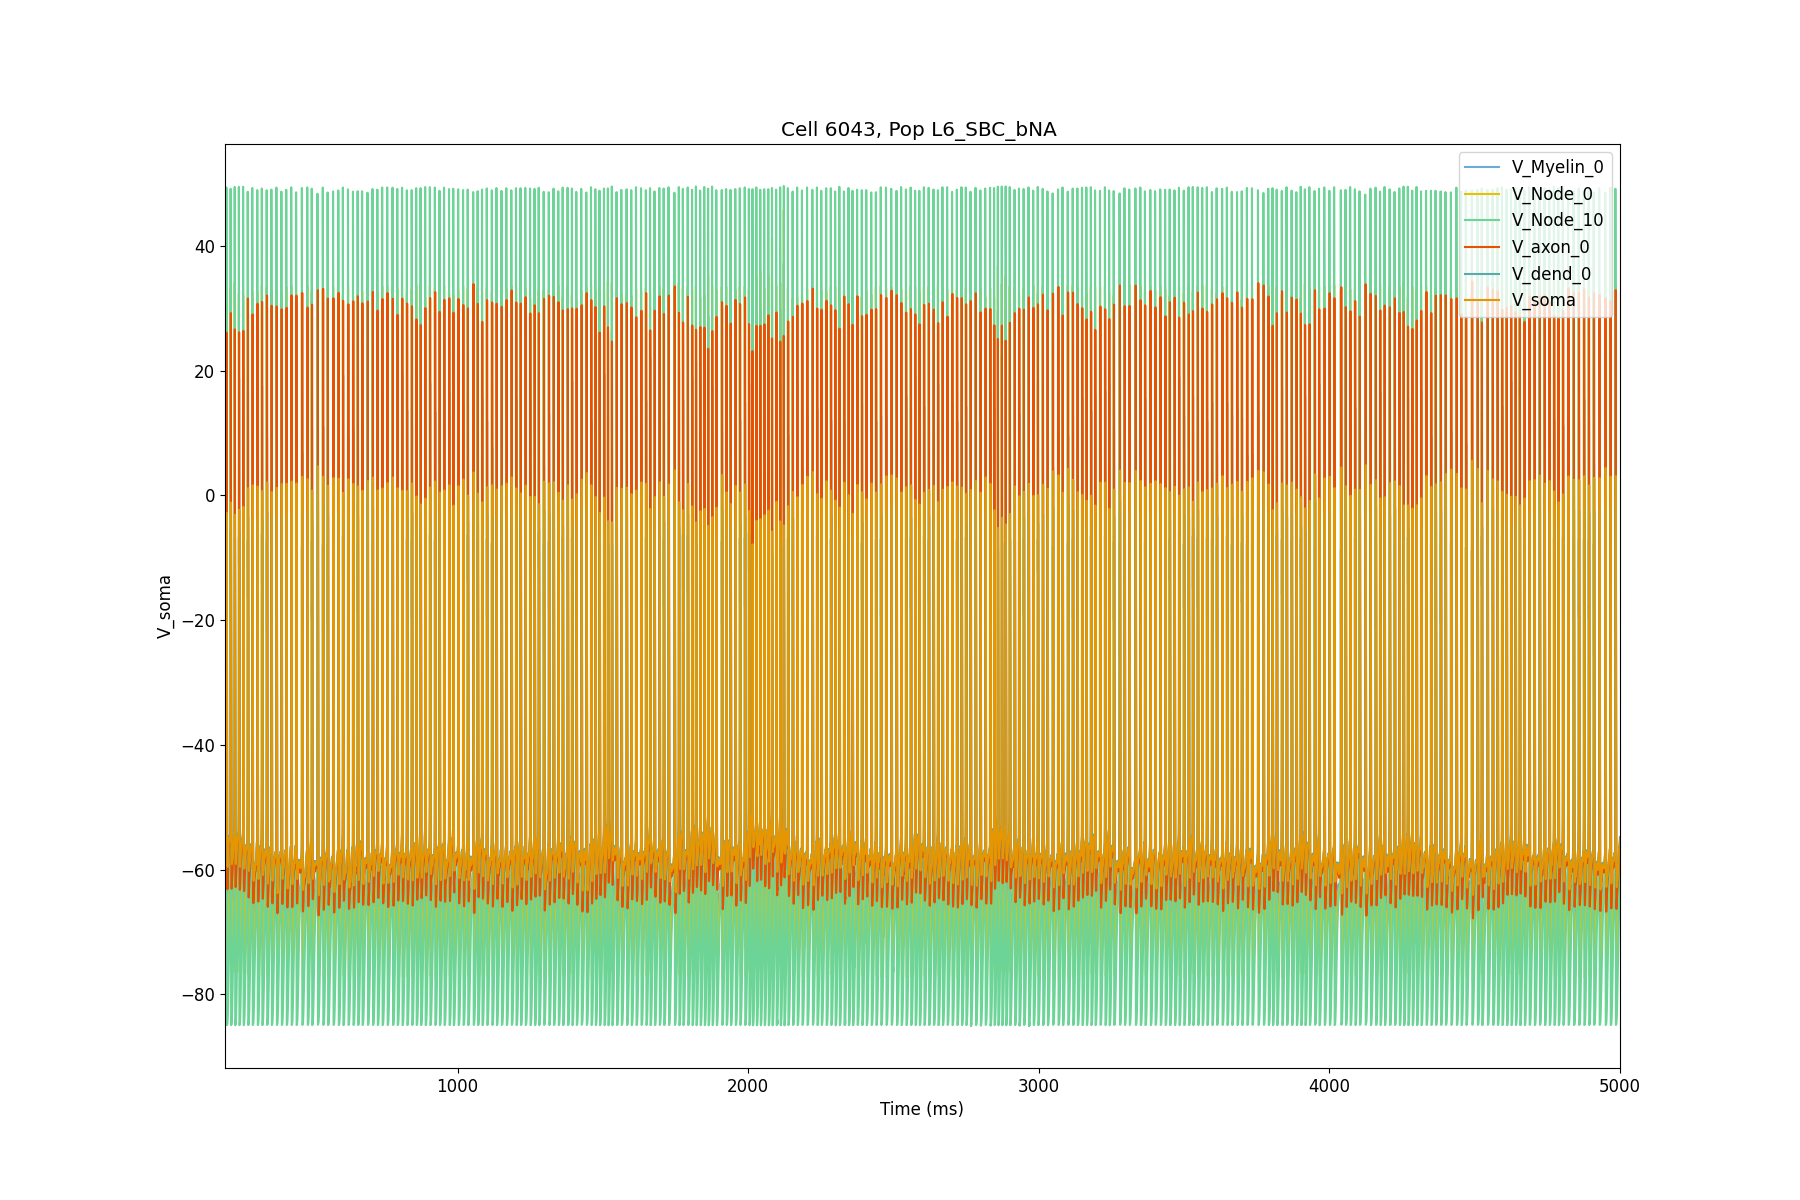 Cell 6043, Pop L6_SBC_bNA
V_Myelin_0
V_Node_0
V_Node_10
V_axon_0
V_dend_0
V_soma
40
20
0
−20
−40
−60
−80
V_soma
1000
2000
3000
4000
5000
Time (ms)